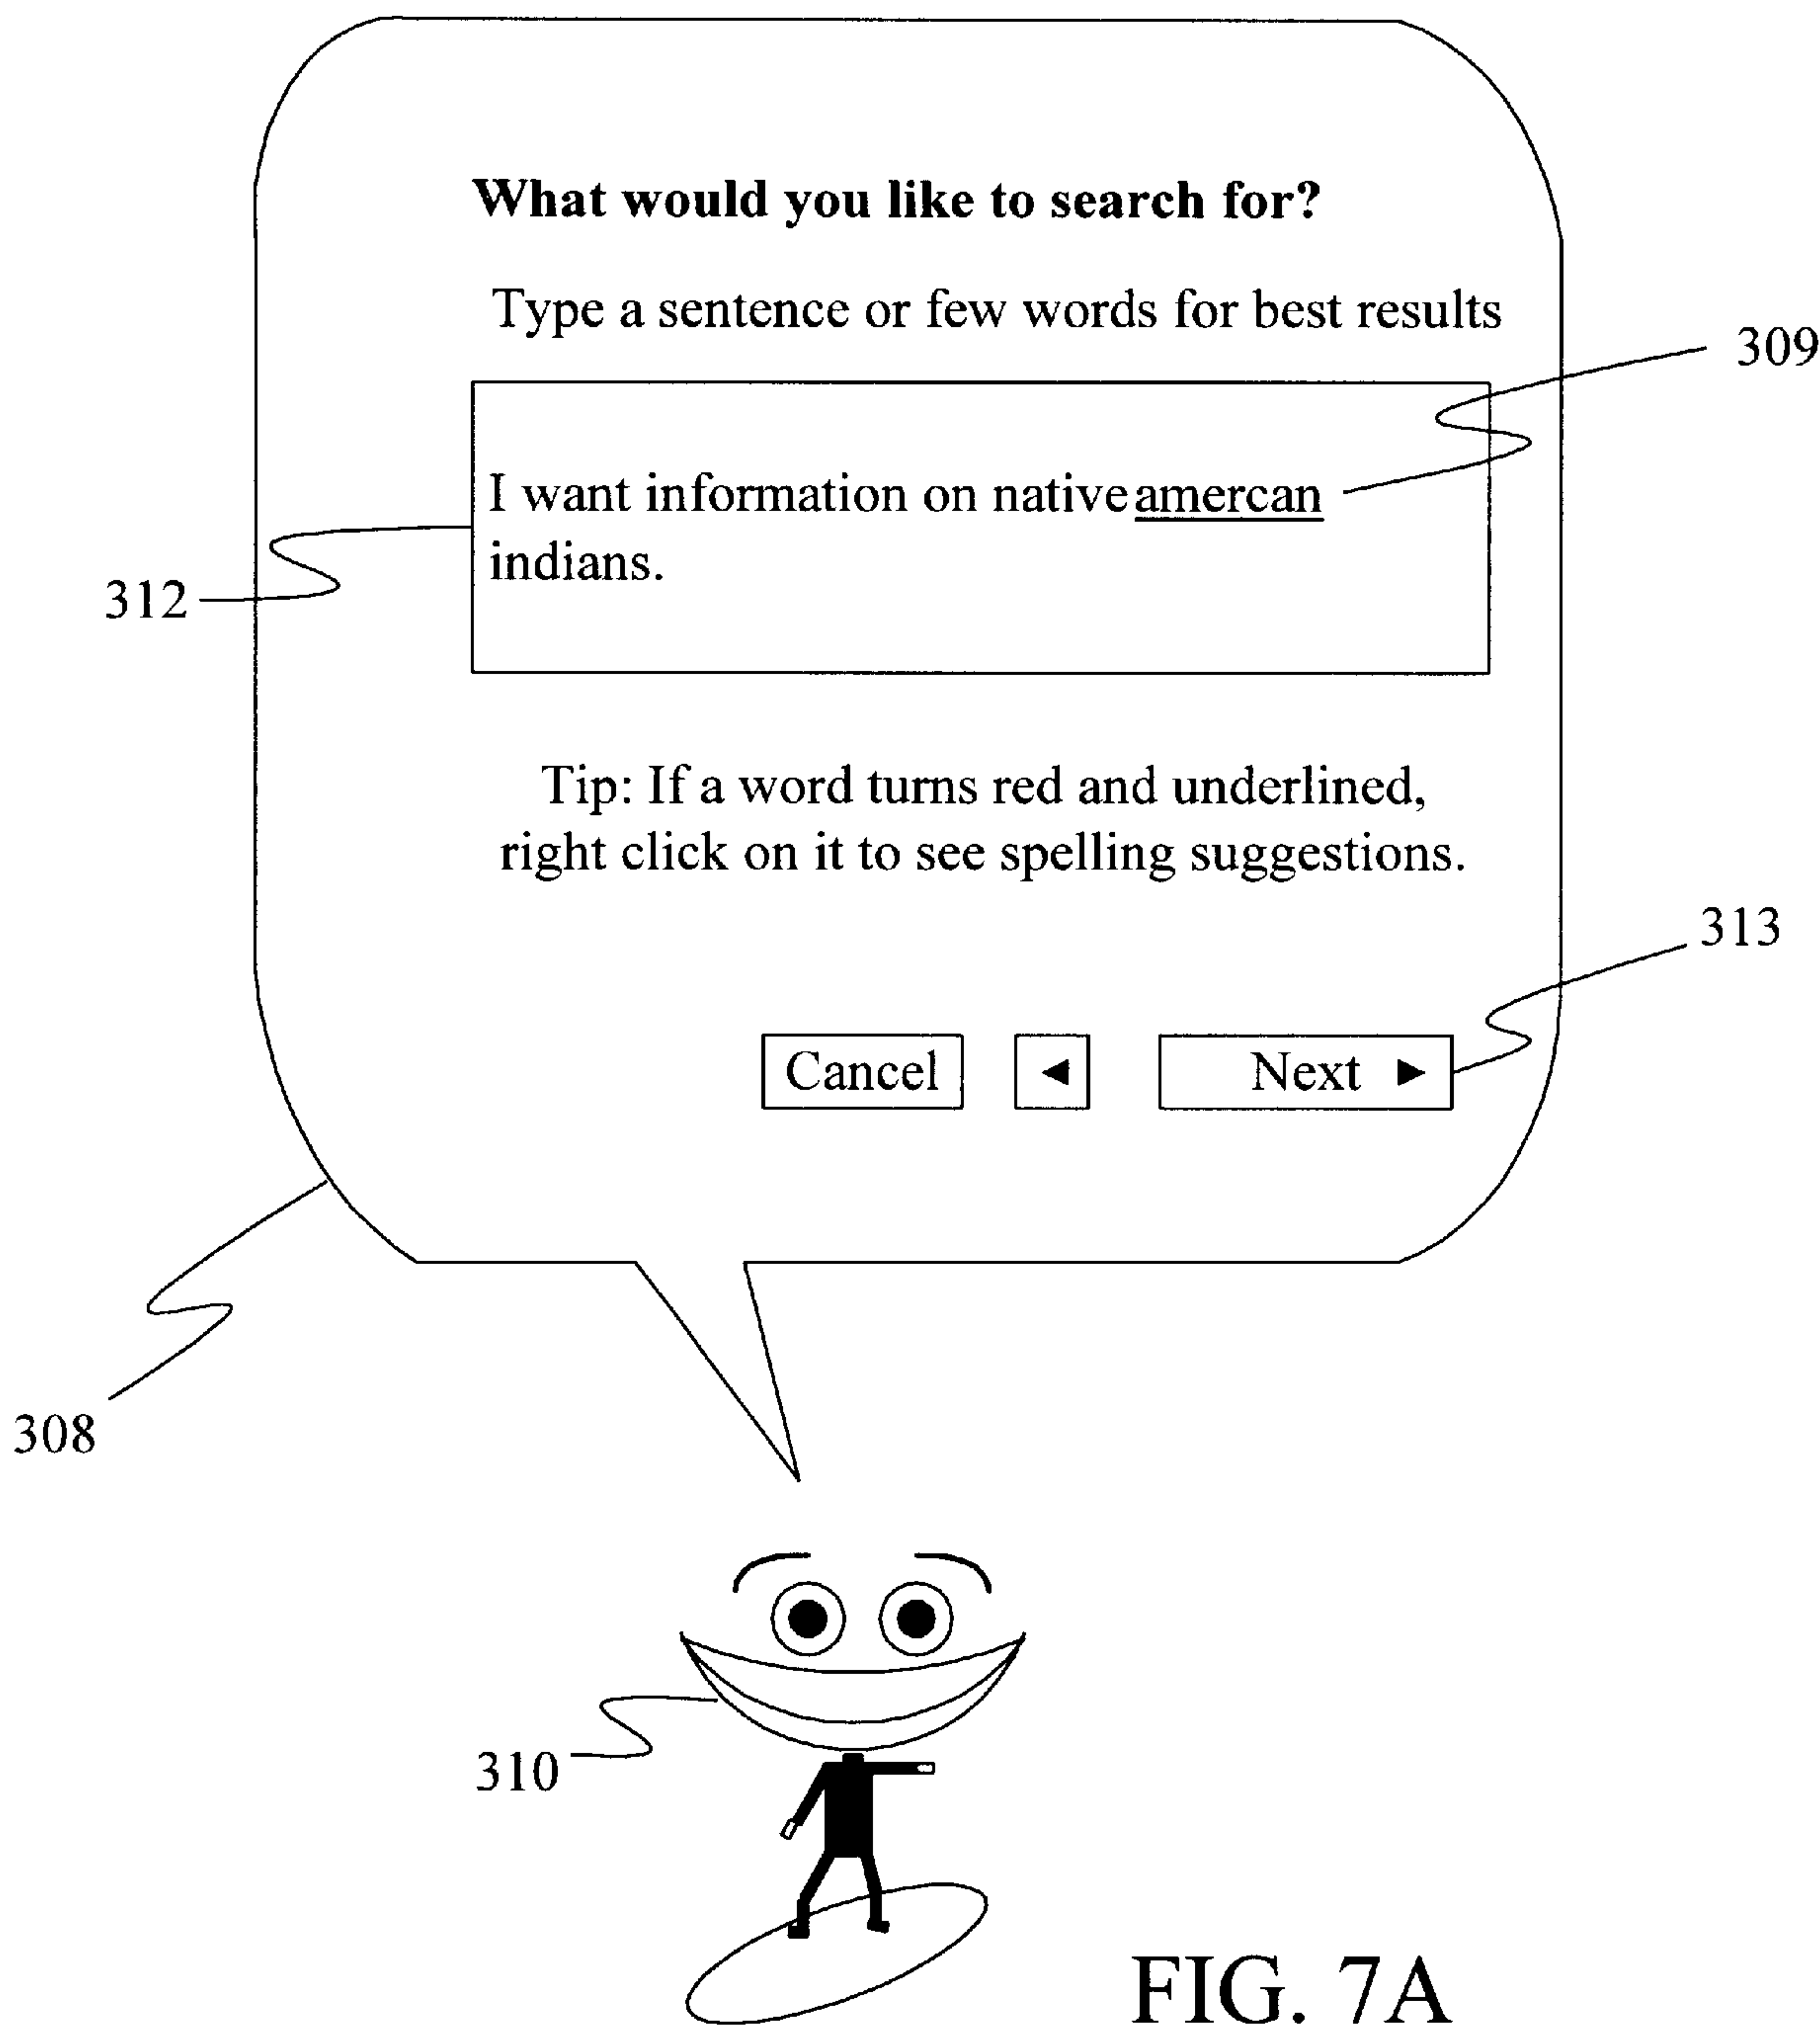 What would you like to search for?
Type a sentence or few words for best results
309
I want information on native amercan
indians.
312
Tip: If a word turns red and underlined,
right click on it to see spelling suggestions.
313
Cancel ◄ Next ►
308
310
FIG. 7A